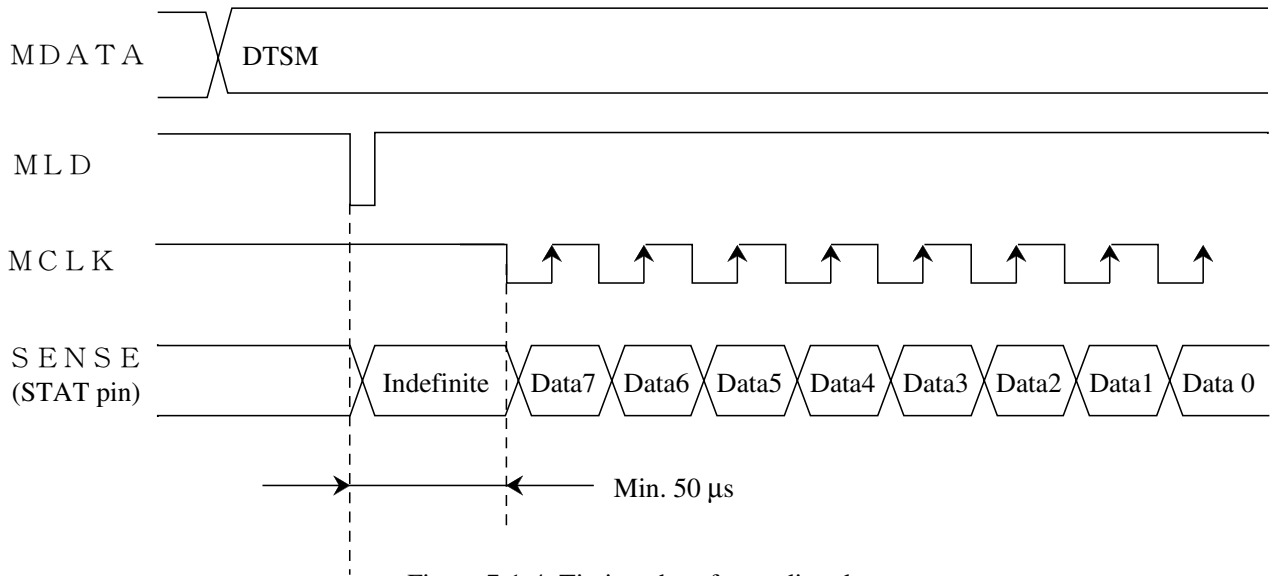 MDATA
DTSM
MLD
MCLK
SENSE
(STAT pin)
Indefinite Data7 Data6 Data5 Data4 Data3 Data2 Data1 Data 0
Min. 50 μs